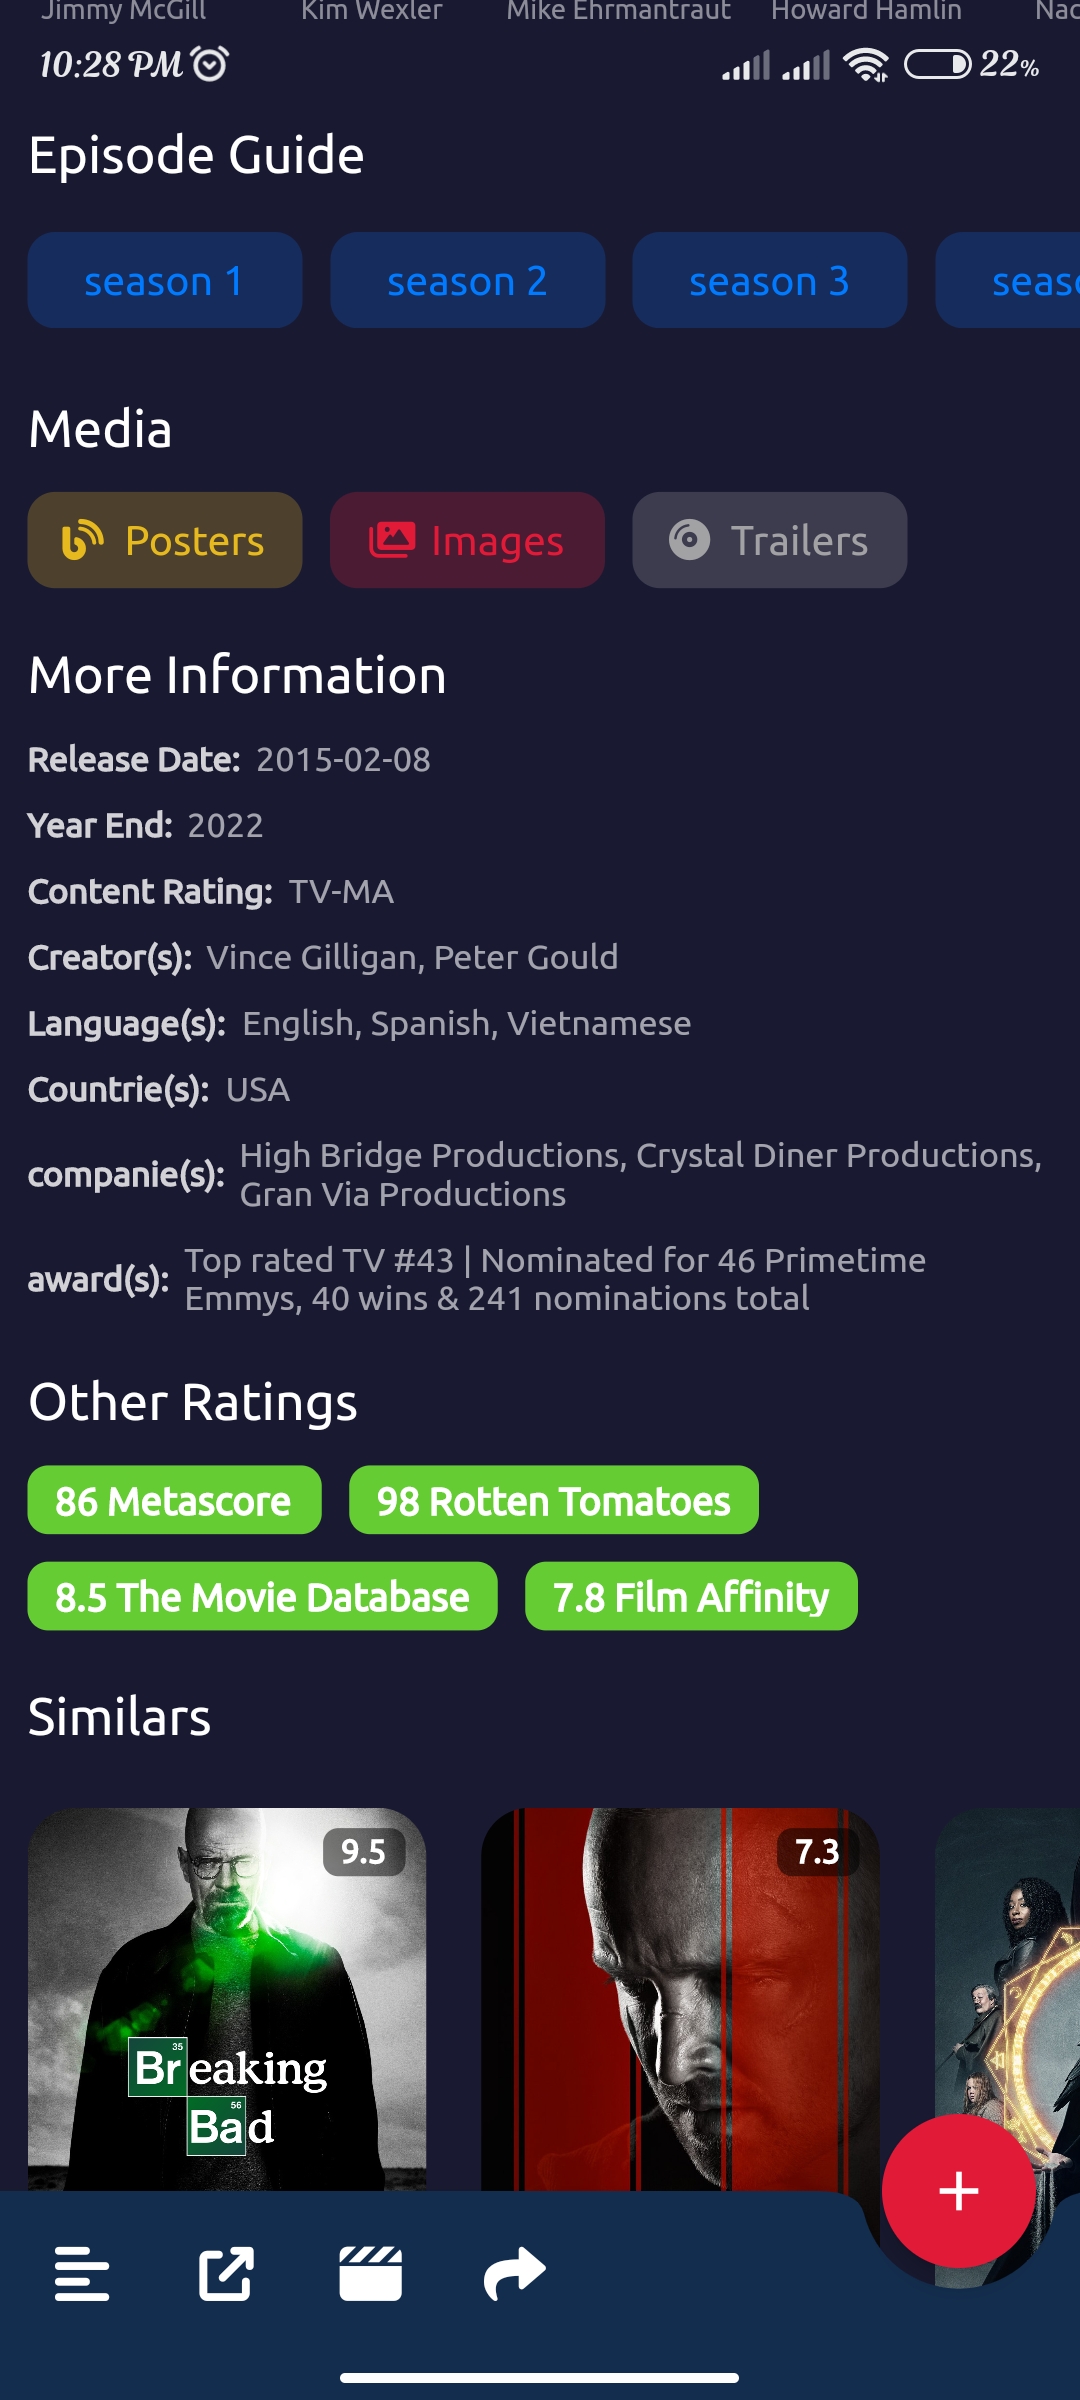 Jimmy McGill Kim Wexler Mike Ehrmantraut Howard Hamlin Nac
10:28 PM 22%
Episode Guide
season 1 season 2 season 3 seaso
Media
Posters Images Trailers
More Information
Release Date: 2015-02-08
Year End: 2022
Content Rating: TV-MA
Creator(s): Vince Gilligan, Peter Gould
Language(s): English, Spanish, Vietnamese
Countrie(s): USA
companie(s): High Bridge Productions, Crystal Diner Productions,
Gran Via Productions
award(s): Top rated TV #43 | Nominated for 46 Primetime
Emmys, 40 wins & 241 nominations total
Other Ratings
86 Metascore 98 Rotten Tomatoes
8.5 The Movie Database 7.8 Film Affinity
Similars
9.5 7.3
35
Breaking
56
Bad